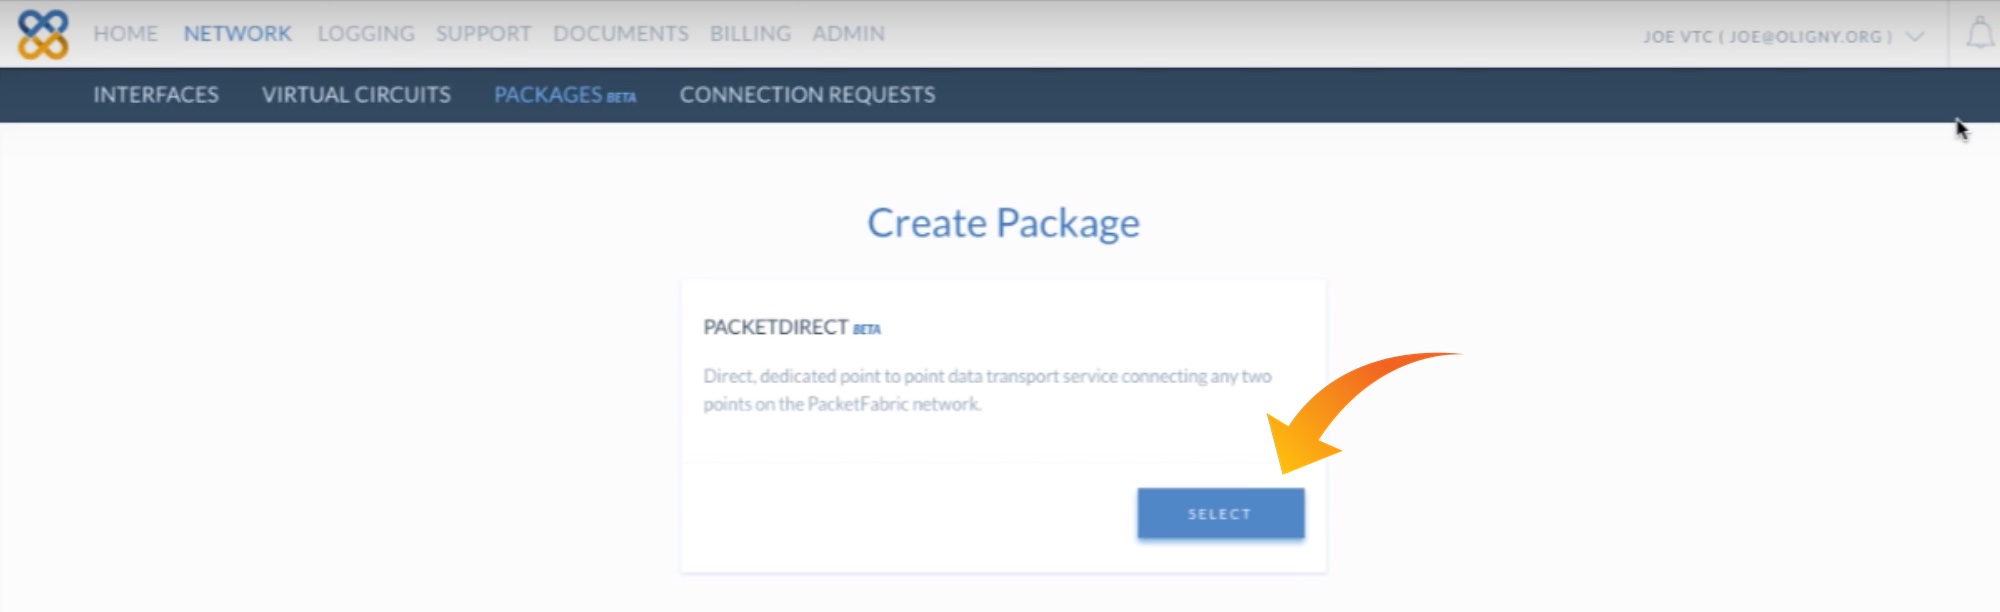 HOME NETWORK LOGGING SUPPORT DOCUMENTS BILLING ADMIN JOE VTC ( JOE@OLIGNY.ORG )
INTERFACES VIRTUAL CIRCUITS PACKAGES BETA CONNECTION REQUESTS
Create Package
PACKETDIRECT BETA
Direct, dedicated point to point data transport service connecting any two
points on the PacketFabric network.
SELECT